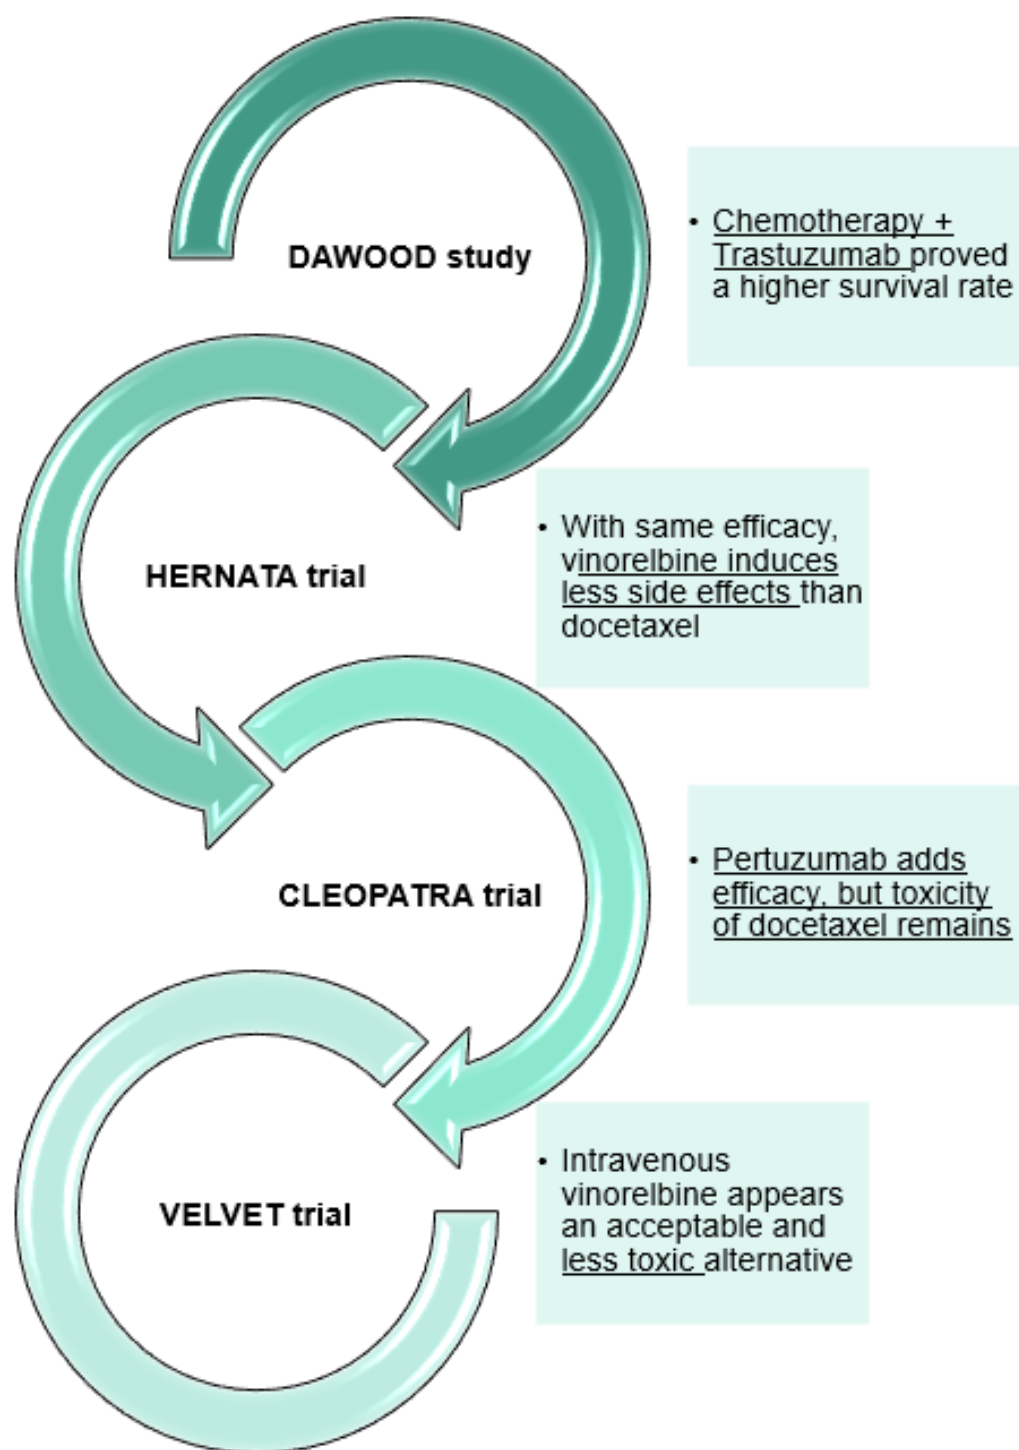 DAWOOD study
• Chemotherapy +
Trastuzumab proved
a higher survival rate
HERNATA trial
• With same efficacy,
vinorelbine induces
less side effects than
docetaxel
CLEOPATRA trial
• Pertuzumab adds
efficacy, but toxicity
of docetaxel remains
VELVET trial
• Intravenous
vinorelbine appears
an acceptable and
less toxic alternative